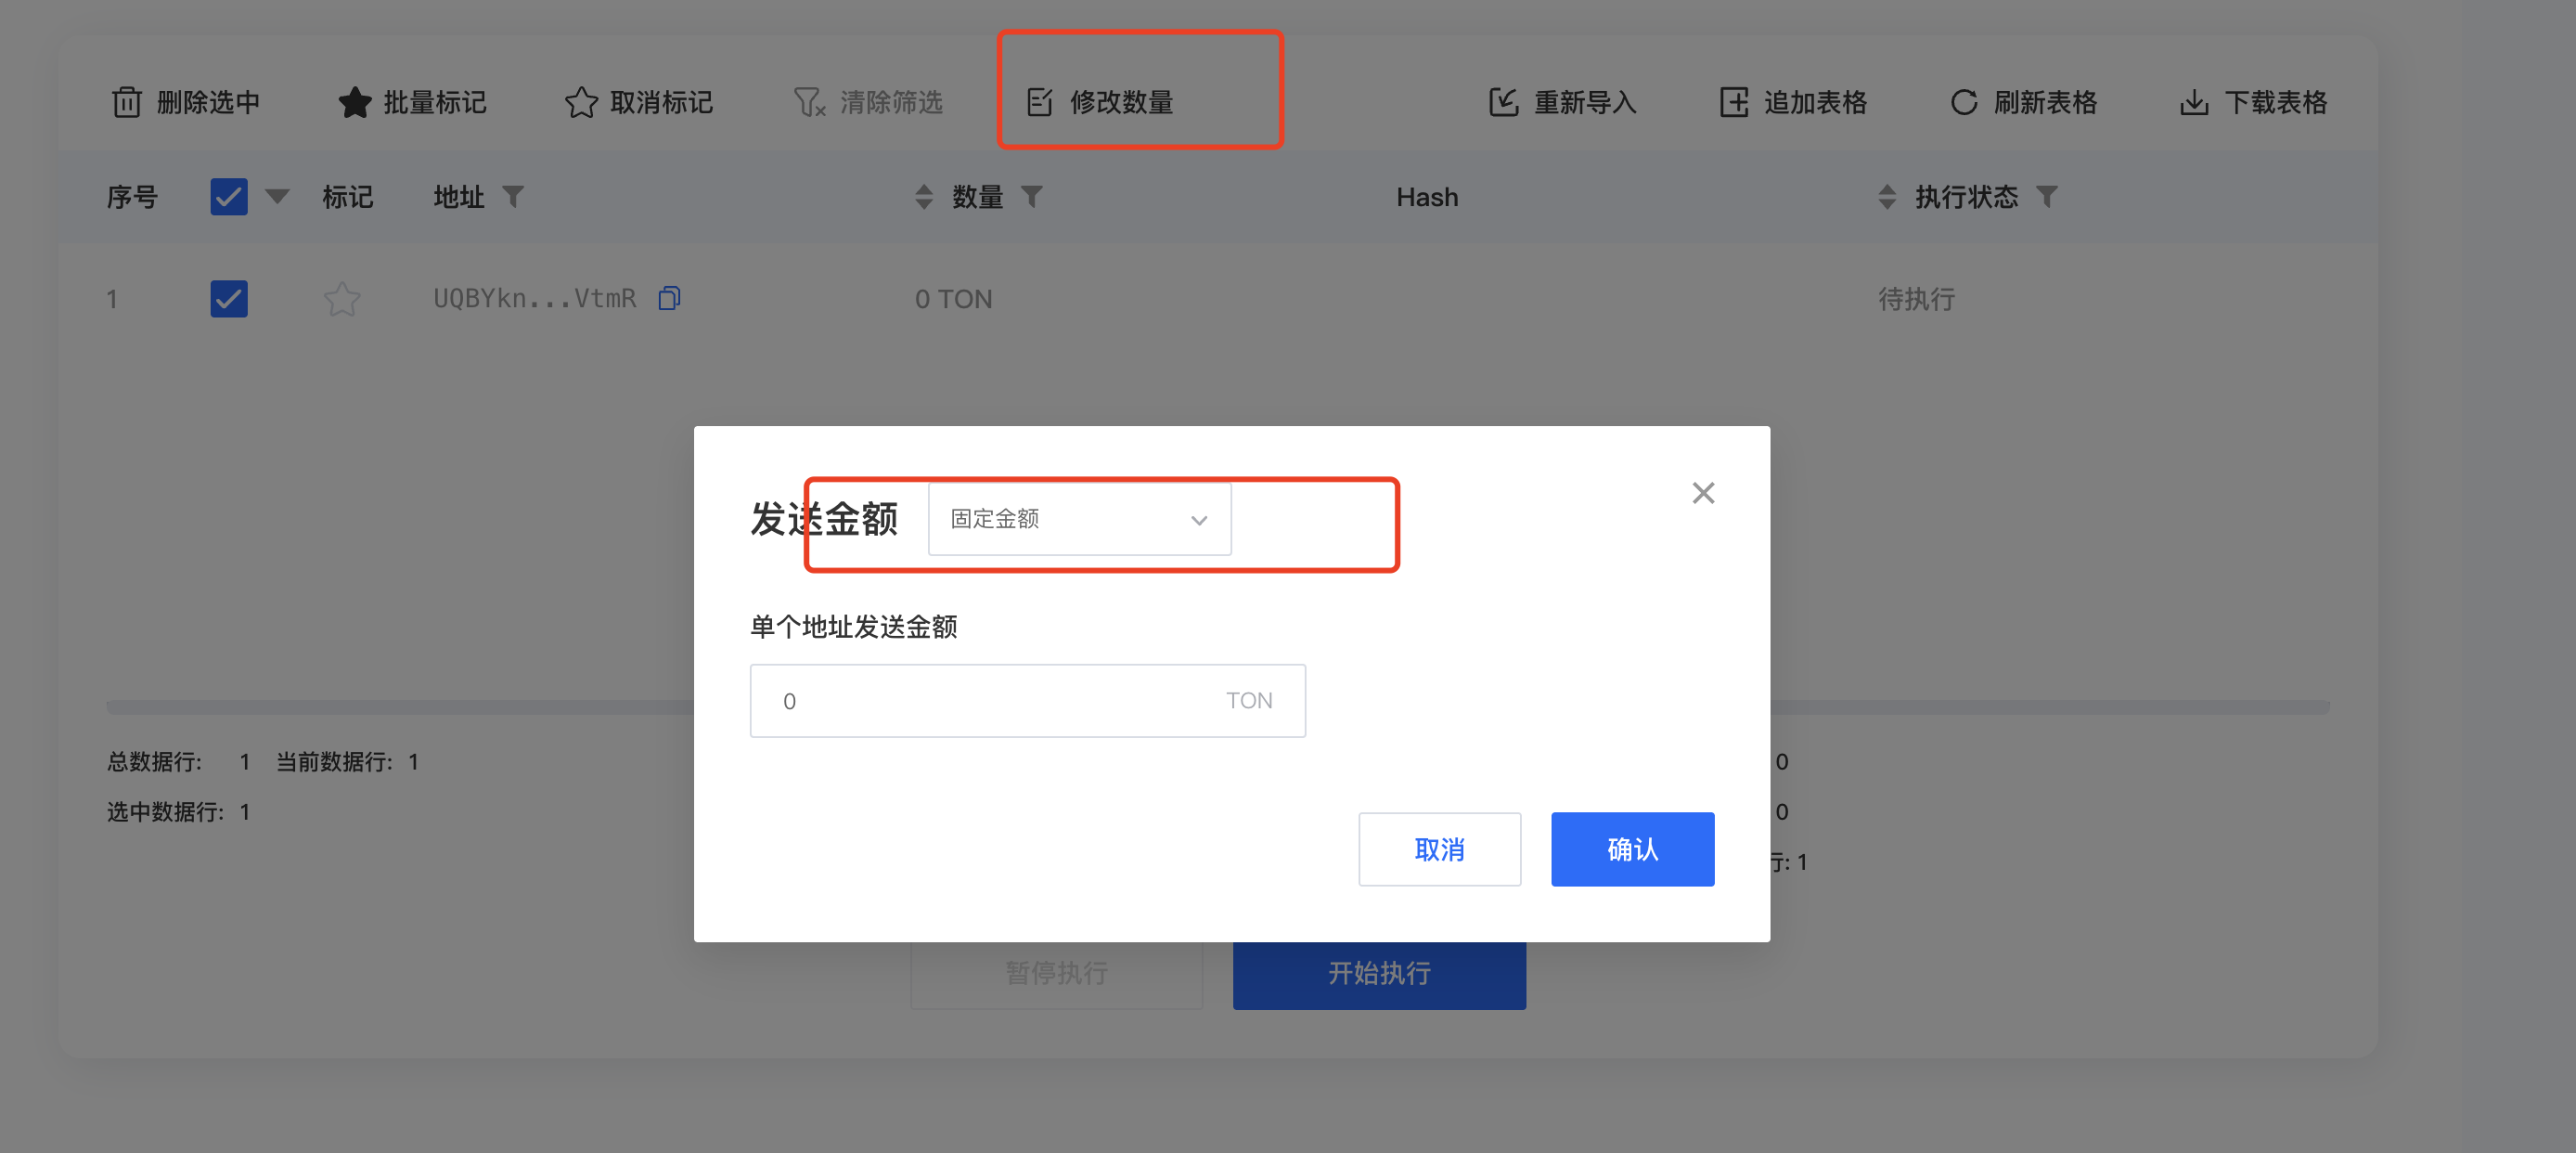 删除选中 批量标记 取消标记 清除筛选 修改数量 重新导入 追加表格 刷新表格 下载表格
序号 标记 地址 数量 Hash 执行状态
1 UQBYkn...VtmR 0 TON 待执行
发送金额 固定金额
单个地址发送金额
0 TON
总数据行: 1 当前数据行: 1 0
选中数据行: 1 0
取消 确认
行: 1
暂停执行 开始执行